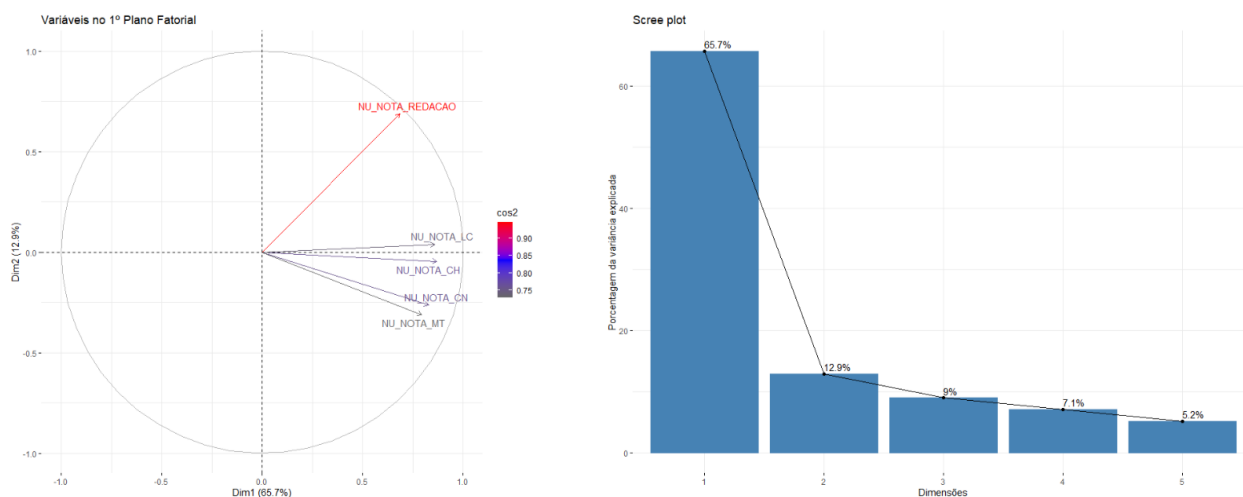 Variáveis no 1º Plano Fatorial
1.0
0.5
0.0
-0.5
-1.0
Dim2 (12.9%)
NU_NOTA_REDACAO
NU_NOTA_LC
NU_NOTA_CH
NU_NOTA_CN
NU_NOTA_MT
-1.0 -0.5 0.0 0.5 1.0
Dim1 (65.7%)
cos2
0.90
0.85
0.80
0.75
Scree plot
Porcentagem da variância explicada
60
40
20
0
65.7%
12.9%
9%
7.1%
5.2%
1 2 3 4 5
Dimensões